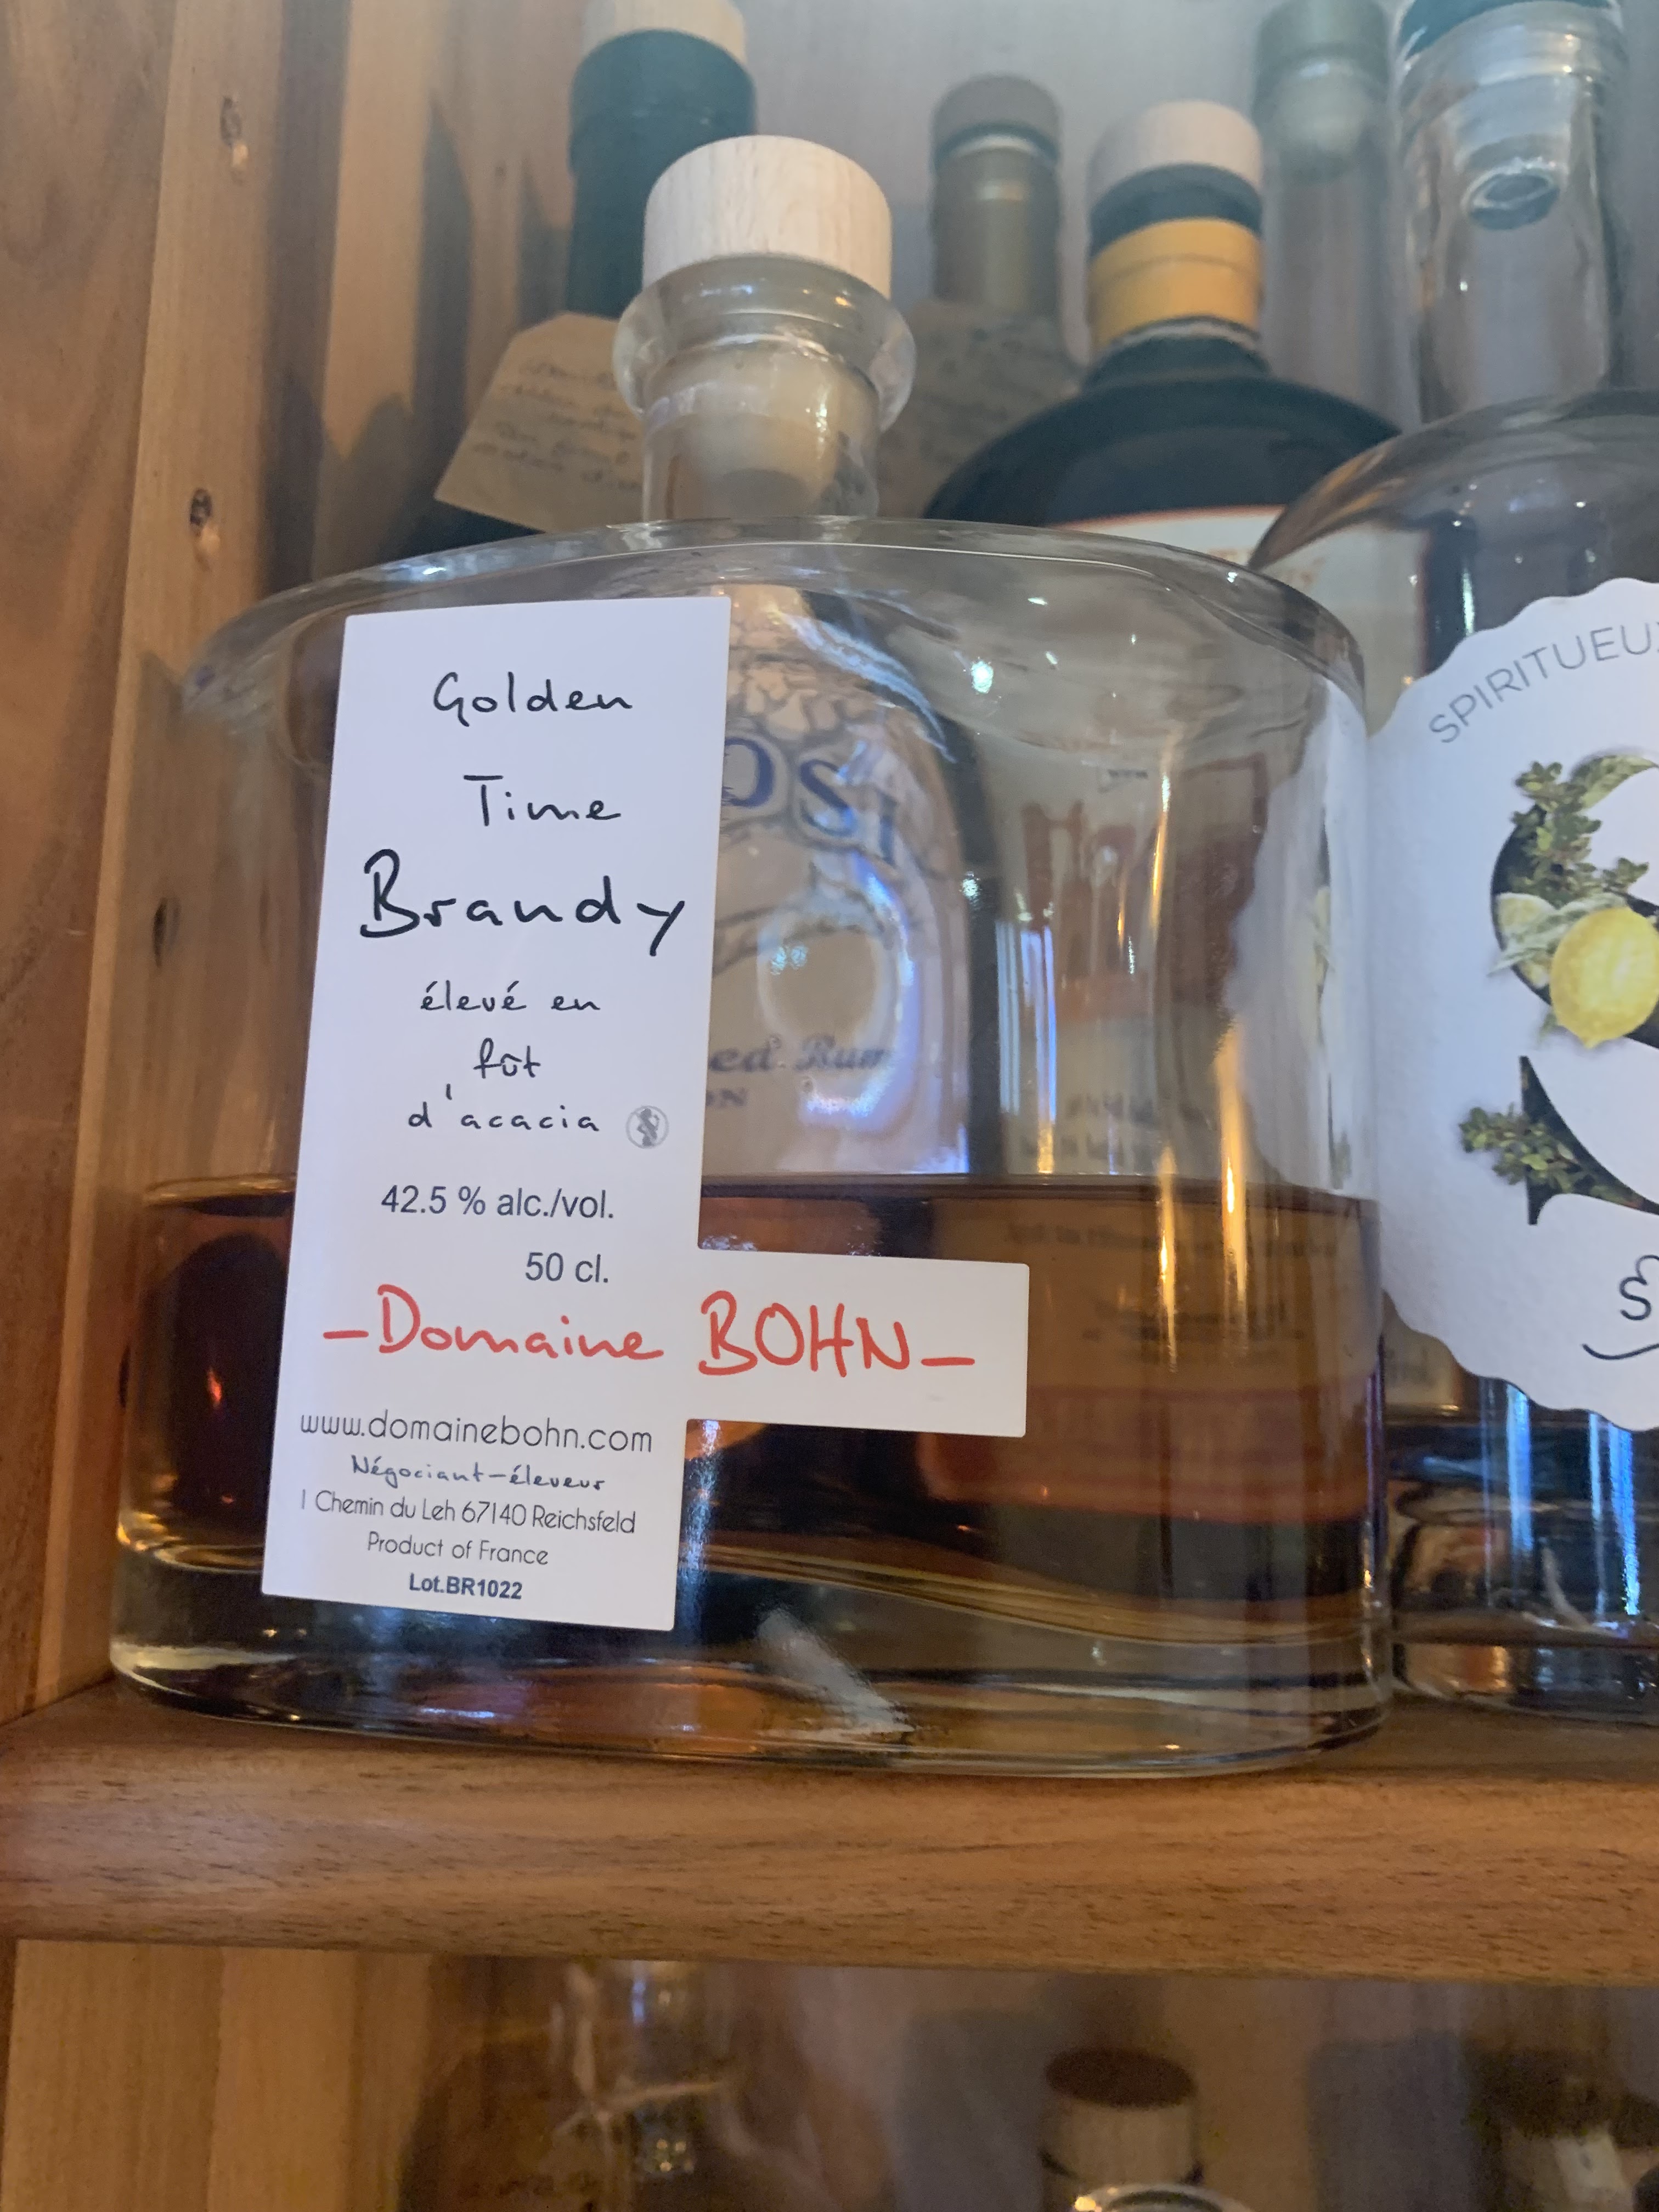 Golden
Time
Brandy
élevé en
fût
d'acacia
42.5 % alc./vol.
50 cl.
—Domaine BOHN—
www.domainebohn.com
Négociant-éleveur
1 Chemin du Leh 67140 Reichsfeld
Product of France
Lot.BR1022
SPIRITUEUX
Rum